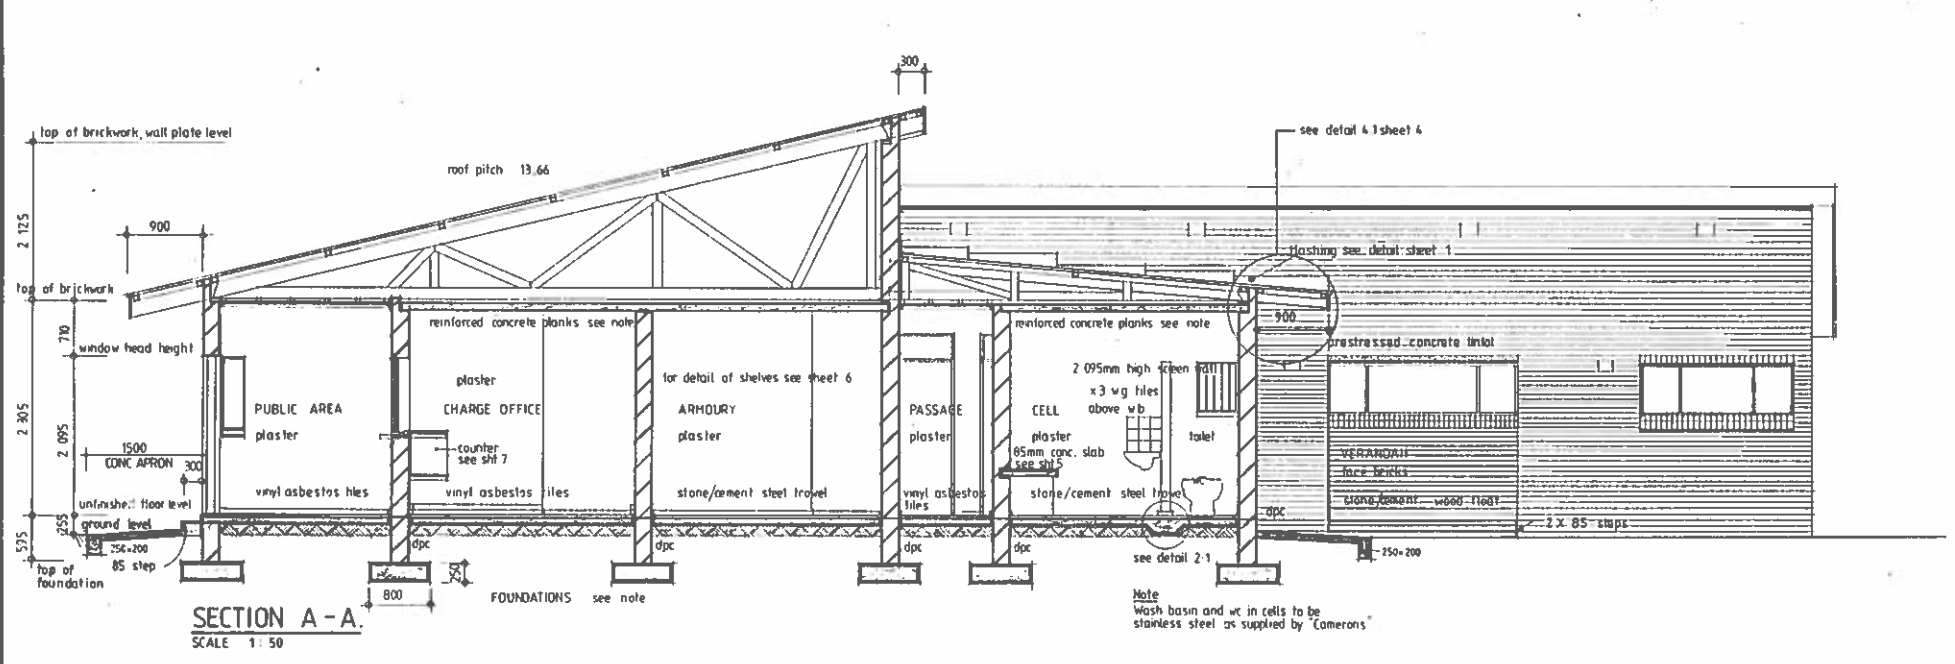 300
top of brickwork, wall plate level
see detail 4.1 sheet 4
roof pitch 13.66
900
2 125
flashing see detail sheet 1
top of brickwork
710
window head height
reinforced concrete planks see note
reinforced concrete planks see note
900
prestressed concrete lintol
2 095mm high screen wall
x 3 wg tiles
above wb
plaster
for detail of shelves see sheet 6
2 305
2 095
PUBLIC AREA
plaster
CHARGE OFFICE
ARMOURY
plaster
PASSAGE
plaster
CELL
plaster
toilet
counter
see sht 7
85mm conc. slab
see sht 5
1500
CONC APRON
300
VERANDAH
face bricks
stone/cement wood float
vinyl asbestos tiles
vinyl asbestos tiles
stone/cement steel trowel
vinyl asbestos
tiles
stone/cement steel trowel
unfinished floor level
ground level
255
595
250×200
85 step
top of
foundation
dpc
dpc
dpc
dpc
dpc
2 X 85 steps
250×200
see detail 2.1
250
800
FOUNDATIONS see note
SECTION A-A.
SCALE 1:50
Note
Wash basin and wc in cells to be
stainless steel as supplied by "Camerons"